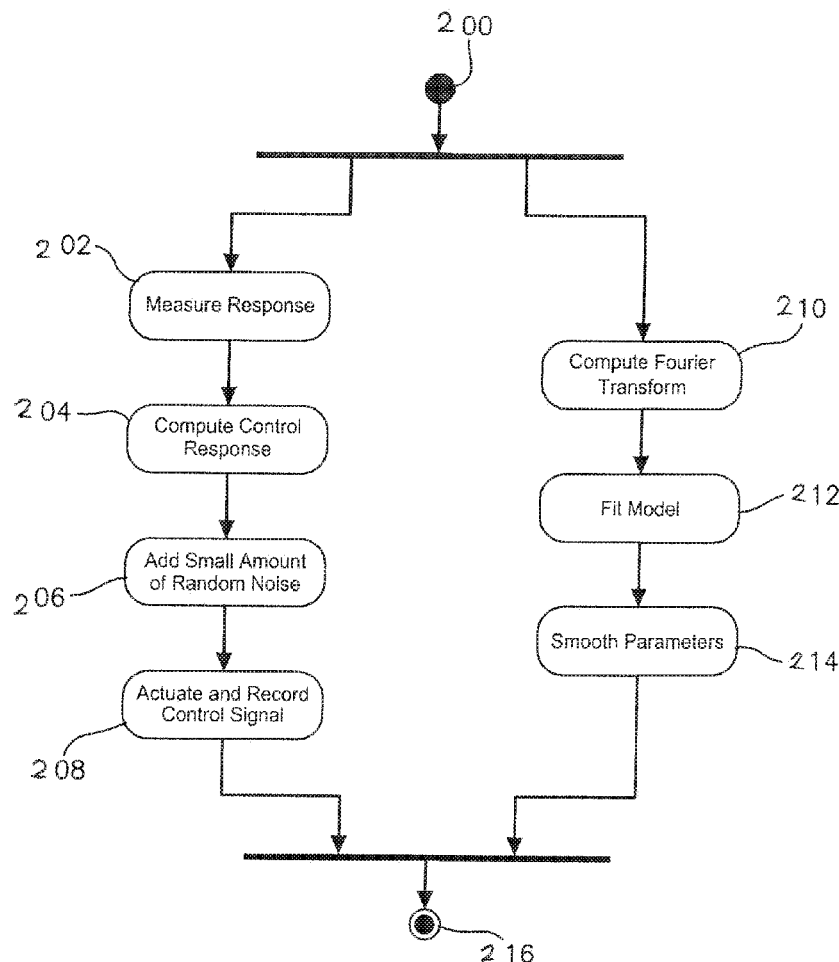 200
202
Measure Response
210
Compute Fourier
Transform
204
Compute Control
Response
212
Fit Model
Add Small Amount
of Random Noise
206
Smooth Parameters
214
Actuate and Record
Control Signal
208
216